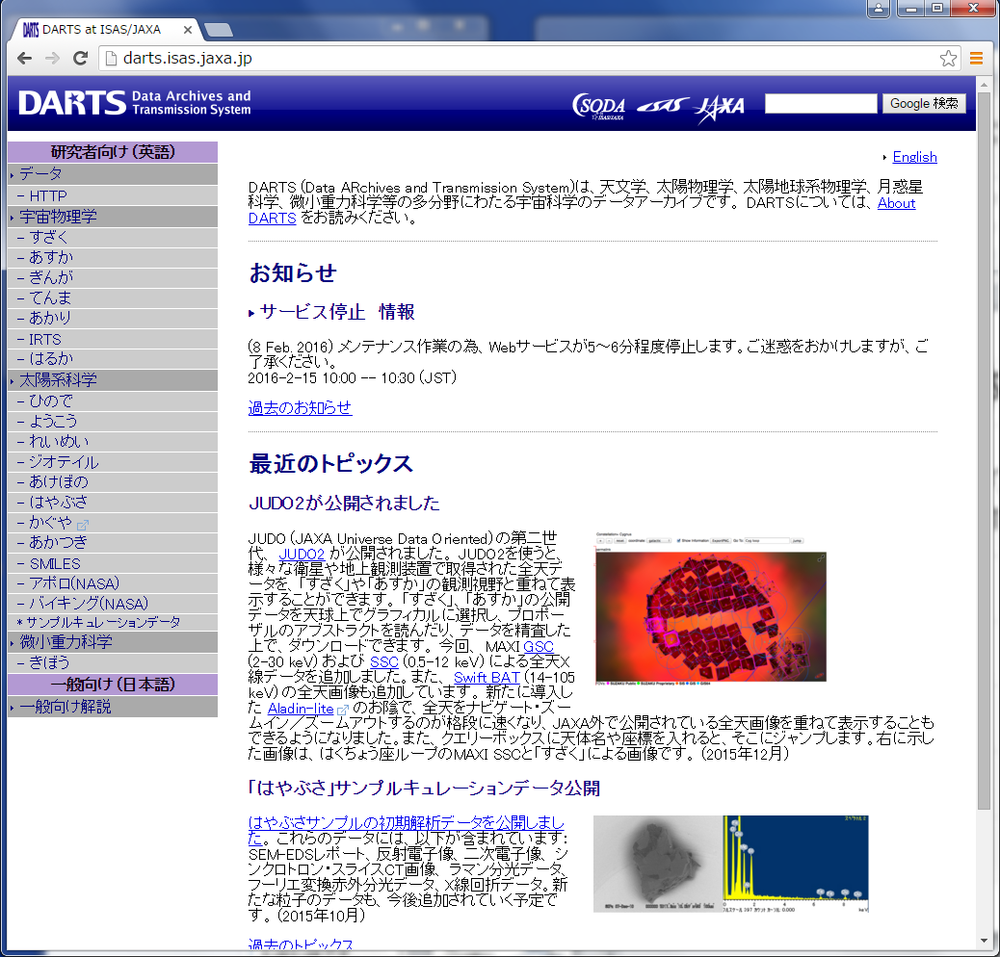 DARTS at ISAS/JAXA
darts.isas.jaxa.jp
DARTS Data Archives and
Transmission System
SODA
ISAS JAXA
Google 検索
研究者向け (英語)
データ
- HTTP
宇宙物理学
- すざく
- あすか
- ぎんが
- てんま
- あかり
- IRTS
- はるか
太陽系科学
- ひので
- ようこう
- れいめい
- ジオテイル
- あけぼの
- はやぶさ
- かぐや
- あかつき
- SMILES
- アポロ(NASA)
- バイキング(NASA)
* サンプルキュレーションデータ
微小重力科学
- きぼう
一般向け (日本語)
一般向け解説
English
DARTS (Data ARchives and Transmission System)は、天文学、太陽物理学、太陽地球系物理学、月惑星
科学、微小重力科学等の多分野にわたる宇宙科学のデータアーカイブです。 DARTSについては、About
DARTS をお読みください。
お知らせ
サービス停止 情報
(8 Feb. 2016) メンテナンス作業の為、Webサービスが5～6分程度停止します。ご迷惑をおかけしますが、ご
了承ください。
2016-2-15 10:00 -- 10:30 (JST)
過去のお知らせ
最近のトピックス
JUDO2が公開されました
JUDO (JAXA Universe Data Oriented)の第二世
代、 JUDO2 が公開されました。 JUDO2を使うと、
様々な衛星や地上観測装置で取得された全天デ
ータを、「すざく」や「あすか」の観測視野と重ねて表
示することができます。「すざく」、「あすか」の公開
データを天球上でグラフィカルに選択し、プロポー
ザルのアブストラクトを読んだり、データを精査した
上で、ダウンロードできます。 今回、 MAXI GSC
(2-30 keV) および SSC (0.5-12 keV) による全天X
線データを追加しました。また、 Swift BAT (14-105
keV) の全天画像も追加しています。 新たに導入し
た Aladin-lite のお陰で、全天をナビゲート・ズー
ムイン／ズームアウトするのが格段に速くなり、JAXA外で公開されている全天画像を重ねて表示することも
できるようになりました。また、クエリーボックスに天体名や座標を入れると、そこにジャンプします。右に示し
た画像は、はくちょう座ループのMAXI SSCと「すざく」による画像です。 (2015年12月)
「はやぶさ」サンプルキュレーションデータ公開
はやぶさサンプルの初期解析データを公開しまし
た。 これらのデータには、以下が含まれています:
SEM-EDSレポート、反射電子像、二次電子像、シ
ンクロトロン・スライスCT画像、 ラマン分光データ、
フーリエ変換赤外分光データ、X線回折データ。新
たな粒子のデータも、今後追加されていく予定で
す。 (2015年10月)
過去のトピックス